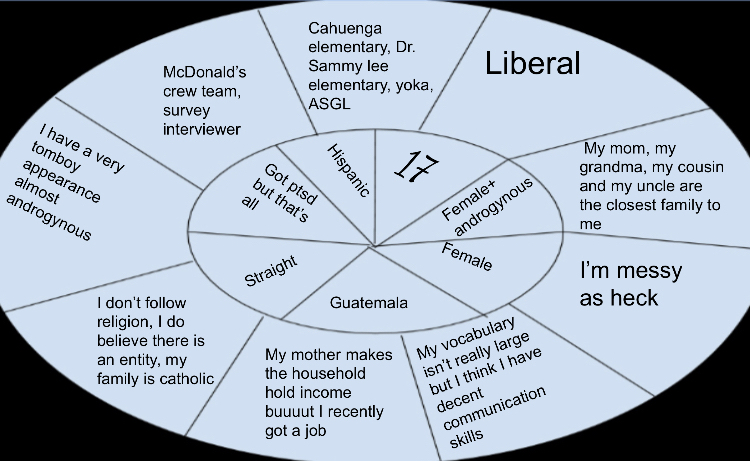 Cahuenga
elementary, Dr.
Sammy lee
elementary, yoka,
ASGL
Liberal
My mom, my
grandma, my cousin
and my uncle are
the closest family to
me
I'm messy
as heck
My vocabulary
isn't really large
but I think I have
decent
communication
skills
My mother makes
the household
hold income
buuuut I recently
got a job
I don't follow
religion, I do
believe there is
an entity, my
family is catholic
I have a very
tomboy
appearance
almost
androgynous
McDonald's
crew team,
survey
interviewer
Hispanic
17
Female+
androgynous
Female
Guatemala
Straight
Got ptsd
but that's
all